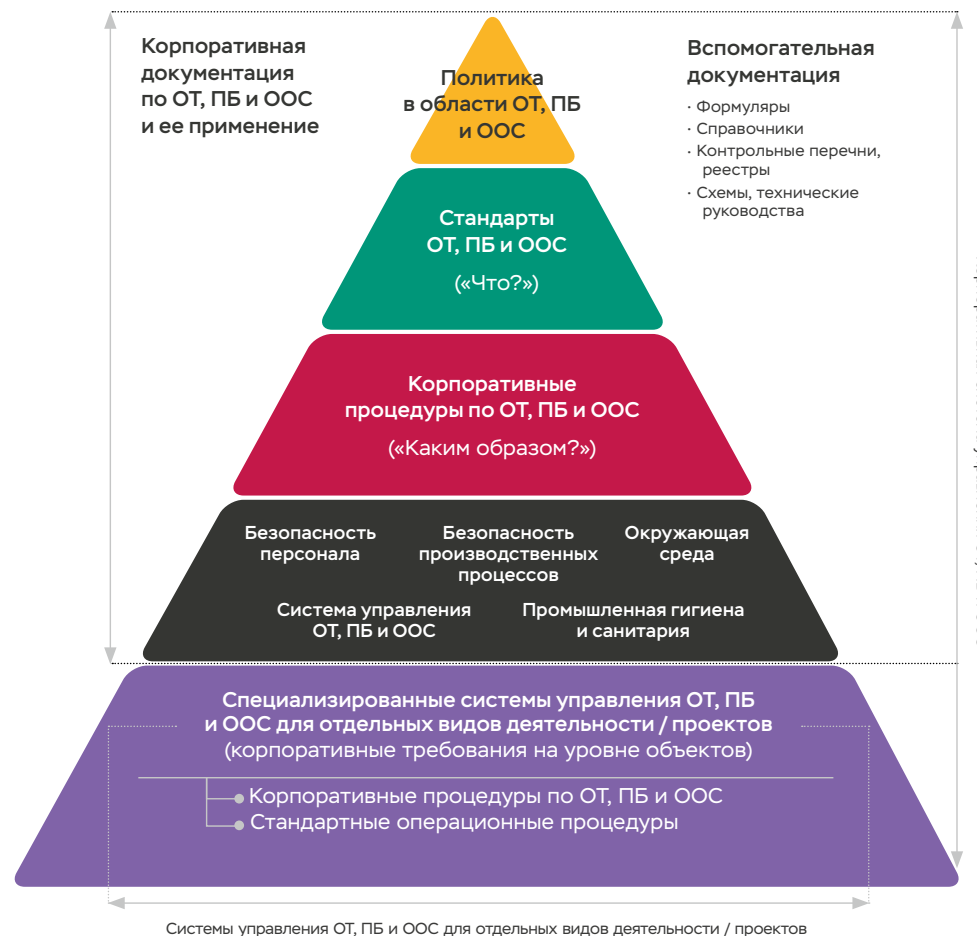 Корпоративная
документация
по ОТ, ПБ и ООС
и ее применение
Политика
в области ОТ, ПБ
и ООС
Вспомогательная
документация
· Формуляры
· Справочники
· Контрольные перечни,
реестры
· Схемы, технические
руководства
Стандарты
ОТ, ПБ и ООС
(«Что?»)
Корпоративные
процедуры по ОТ, ПБ и ООС
(«Каким образом?»)
Безопасность
персонала
Безопасность
производственных
процессов
Окружающая
среда
Система управления
ОТ, ПБ и ООС
Промышленная гигиена
и санитария
Специализированные системы управления ОТ, ПБ
и ООС для отдельных видов деятельности / проектов
(корпоративные требования на уровне объектов)
Корпоративные процедуры по ОТ, ПБ и ООС
Стандартные операционные процедуры
Системы управления ОТ, ПБ и ООС для отдельных видов деятельности / проектов